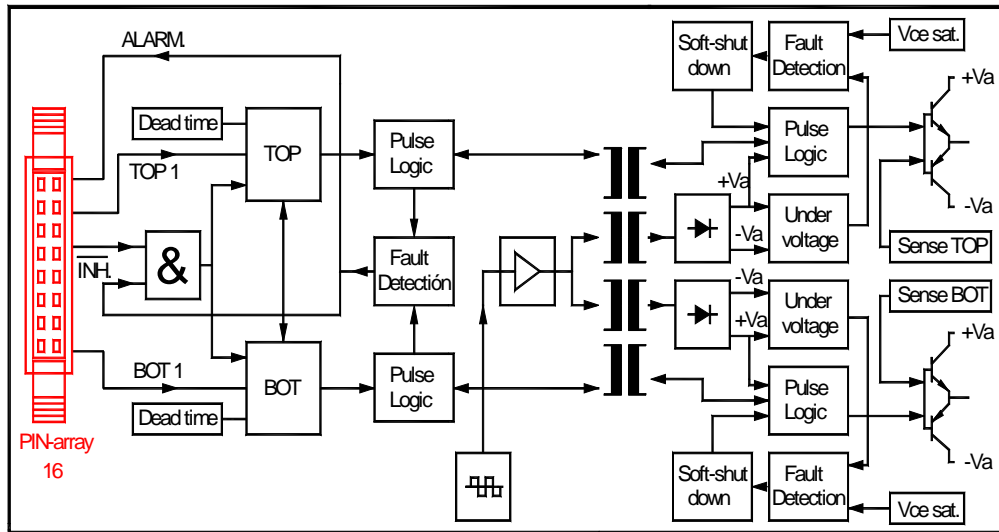 ALARM.
Dead time
TOP
TOP 1
INH.
&
BOT 1
BOT
Dead time
PIN-array
16
Pulse
Logic
Fault
Detectión
Pulse
Logic
Soft-shut
down
Fault
Detection
Vce sat.
+Va
Pulse
Logic
+Va
-Va
Under
voltage
-Va
Sense TOP
-Va
+Va
Under
voltage
Sense BOT
+Va
Pulse
Logic
-Va
Soft-shut
down
Fault
Detection
Vce sat.